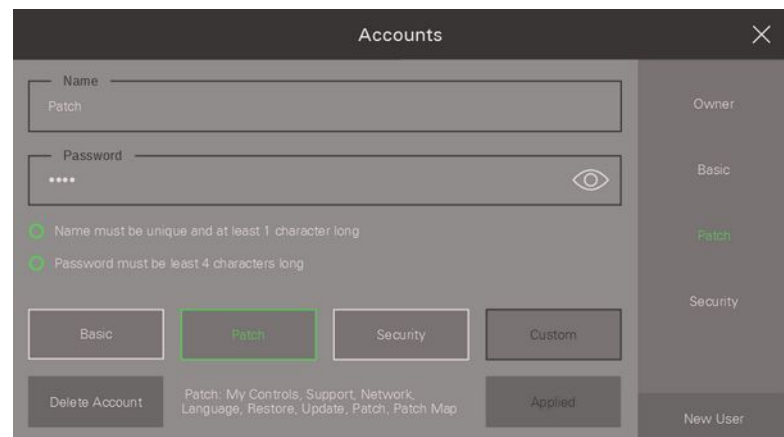 Accounts
Name
Patch
Password
••••
Name must be unique and at least 1 character long
Password must be least 4 characters long
Basic
Patch
Security
Custom
Delete Account
Patch: My Controls, Support, Network,
Language, Restore, Update, Patch, Patch Map
Applied
Owner
Basic
Patch
Security
New User